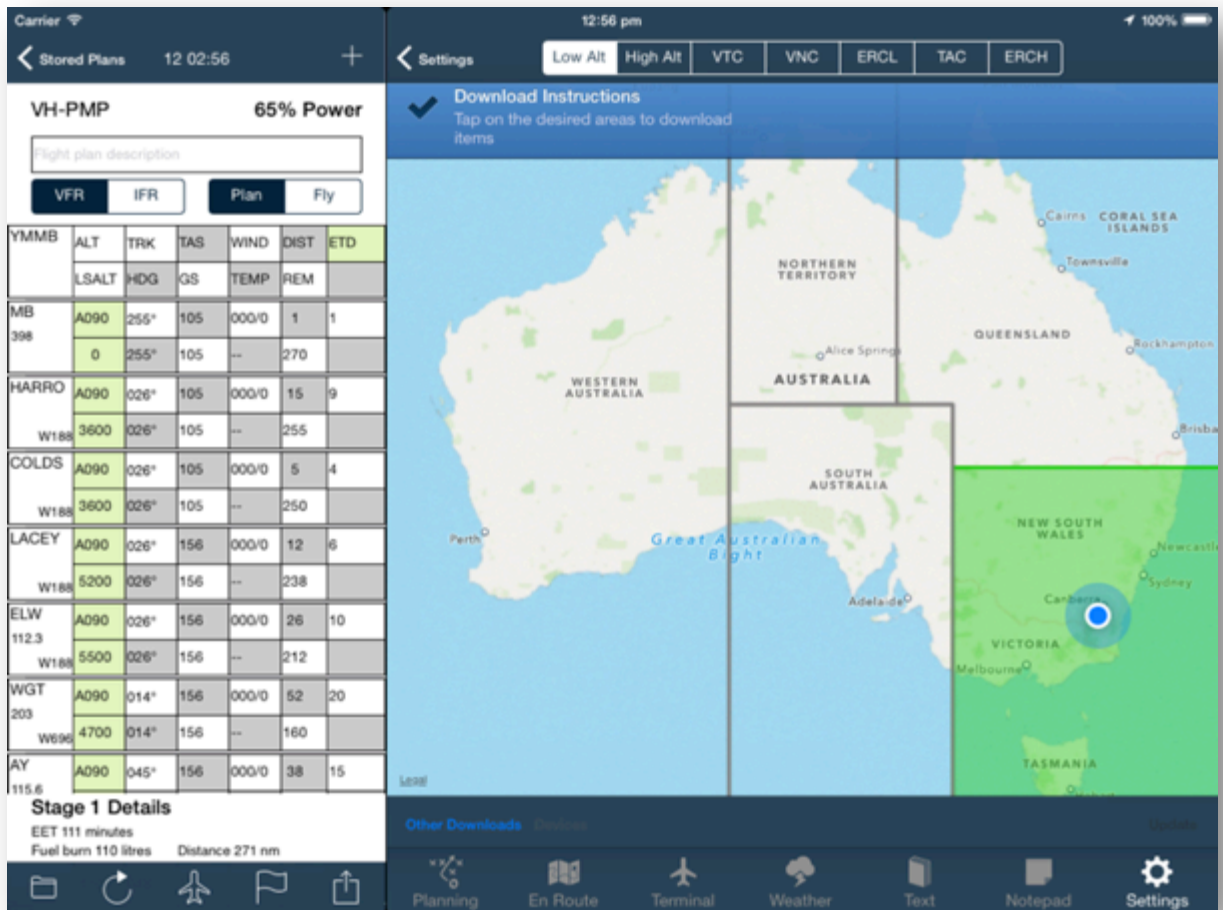 Carrier 12:56 pm 100%
Stored Plans 12 02:56 +
Settings Low Alt High Alt VTC VNC ERCL TAC ERCH
VH-PMP 65% Power
Flight plan description
VFR IFR Plan Fly
YMMB ALT TRK TAS WIND DIST ETD
LSALT HDG GS TEMP REM
MB A090 255° 105 000/0 1 1
398
0 255° 105 -- 270
HARRO A090 026° 105 000/0 15 9
W188 3600 026° 105 -- 255
COLDS A090 026° 105 000/0 5 4
W188 3600 026° 105 -- 250
LACEY A090 026° 156 000/0 12 6
W188 5200 026° 156 -- 238
ELW A090 026° 156 000/0 26 10
112.3
W188 5500 026° 156 -- 212
WGT A090 014° 156 000/0 52 20
203
W696 4700 014° 156 -- 160
AY A090 045° 156 000/0 38 15
115.6
Stage 1 Details
EET 111 minutes
Fuel burn 110 litres Distance 271 nm
Download Instructions
Tap on the desired areas to download
items
Cairns CORAL SEA
ISLANDS
Townsville
NORTHERN
TERRITORY
QUEENSLAND
Rockhampton
Alice Springs
AUSTRALIA
WESTERN
AUSTRALIA
Brisba
SOUTH
AUSTRALIA
NEW SOUTH
WALES
Perth
Great Australian
Bight
Newcastle
Sydney
Adelaide
Canberra
VICTORIA
Melbourne
TASMANIA
Hobart
Legal
Other Downloads Devices Update
Planning En Route Terminal Weather Text Notepad Settings